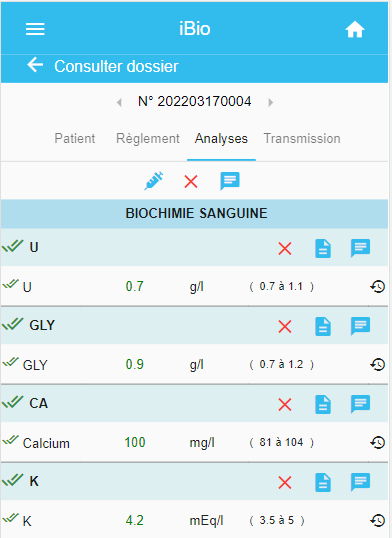 iBio
Consulter dossier
N° 202203170004
Patient Règlement Analyses Transmission
BIOCHIMIE SANGUINE
U
U 0.7 g/l ( 0.7 à 1.1 )
GLY
GLY 0.9 g/l ( 0.7 à 1.2 )
CA
Calcium 100 mg/l ( 81 à 104 )
K
K 4.2 mEq/l ( 3.5 à 5 )